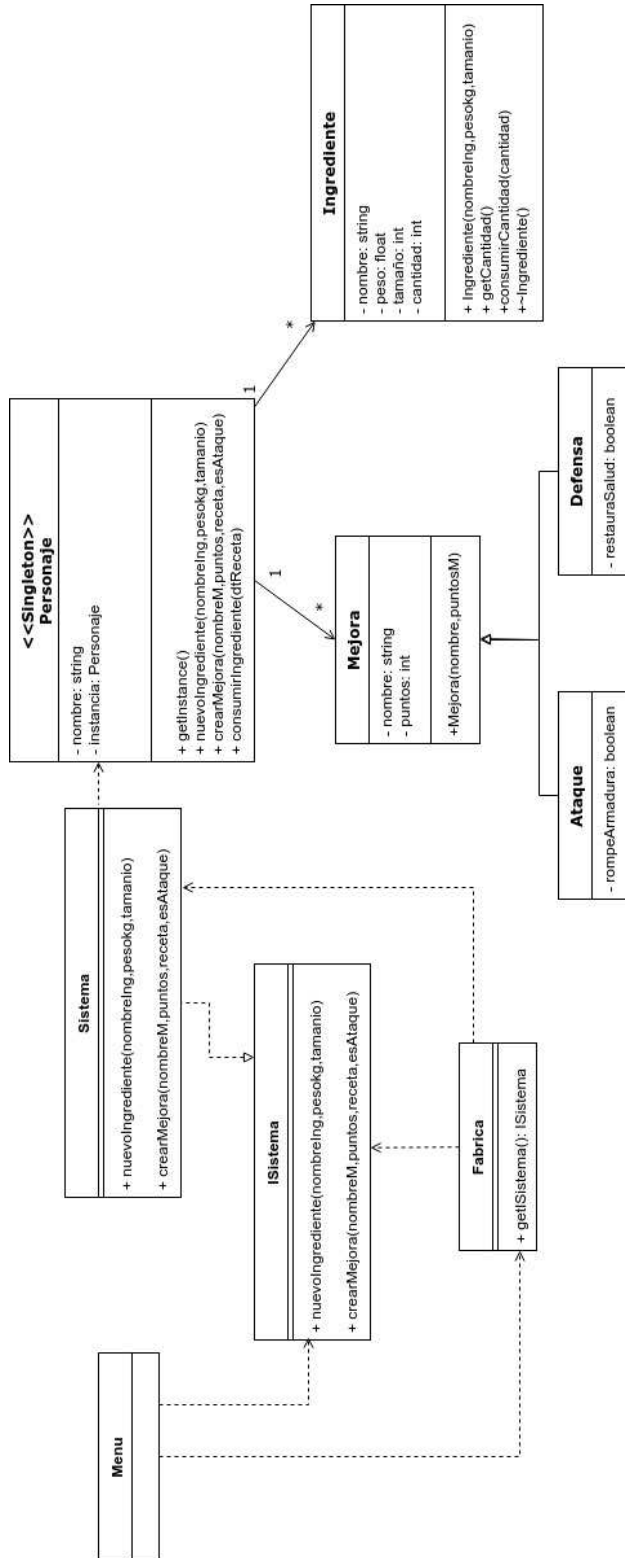 Menu
Sistema
+ nuevoIngrediente(nombreIng,pesokg,tamanio)
+ crearMejora(nombreM,puntos,receta,esAtaque)
ISistema
+ nuevoIngrediente(nombreIng,pesokg,tamanio)
+ crearMejora(nombreM,puntos,receta,esAtaque)
Fabrica
+ getISistema(): ISistema
<<Singleton>>
Personaje
- nombre: string
- instancia: Personaje
+ getInstance()
+ nuevoIngrediente(nombreIng,pesokg,tamanio)
+ crearMejora(nombreM,puntos,receta,esAtaque)
+ consumirIngrediente(dtReceta)
1
*
1
*
Mejora
- nombre: string
- puntos: int
+Mejora(nombre,puntosM)
Ataque
- rompeArmadura: boolean
Defensa
- restauraSalud: boolean
Ingrediente
- nombre: string
- peso: float
- tamaño: int
- cantidad: int
+ Ingrediente(nombreIng,pesokg,tamanio)
+ getCantidad()
+consumirCantidad(cantidad)
+~Ingrediente()